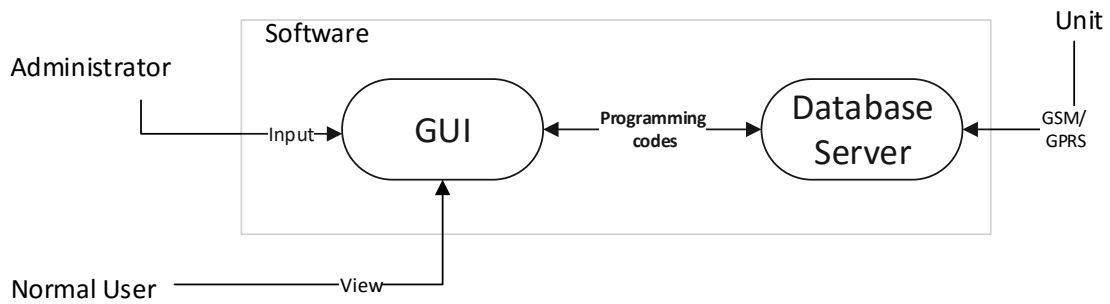 Software
Unit
Administrator
Input
GUI
Programming
codes
Database
Server
GSM/
GPRS
Normal User
View